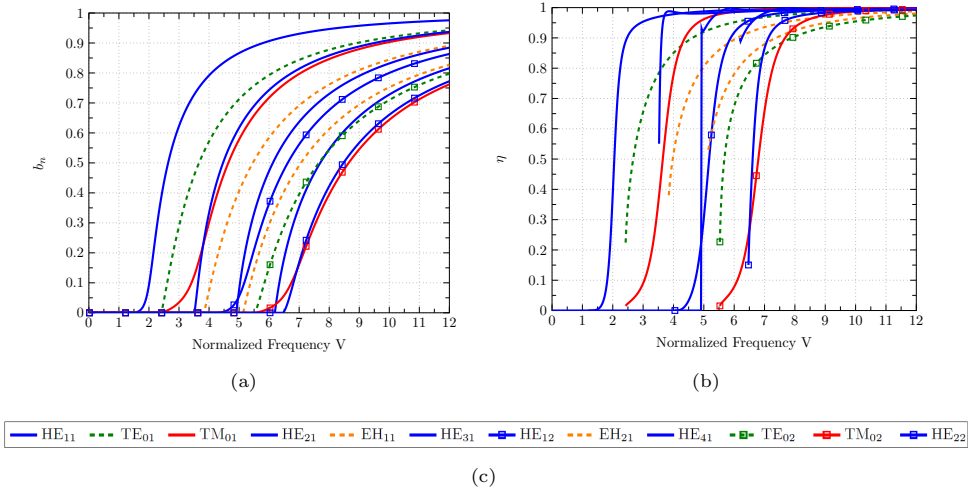 1
0.9
0.8
0.7
0.6
0.5
0.4
0.3
0.2
0.1
0
b_n
0 1 2 3 4 5 6 7 8 9 10 11 12
Normalized Frequency V
(a)
1
0.9
0.8
0.7
0.6
0.5
0.4
0.3
0.2
0.1
0
η
0 1 2 3 4 5 6 7 8 9 10 11 12
Normalized Frequency V
(b)
HE₁₁ TE₀₁ TM₀₁ HE₂₁ EH₁₁ HE₃₁ HE₁₂ EH₂₁ HE₄₁ TE₀₂ TM₀₂ HE₂₂
(c)